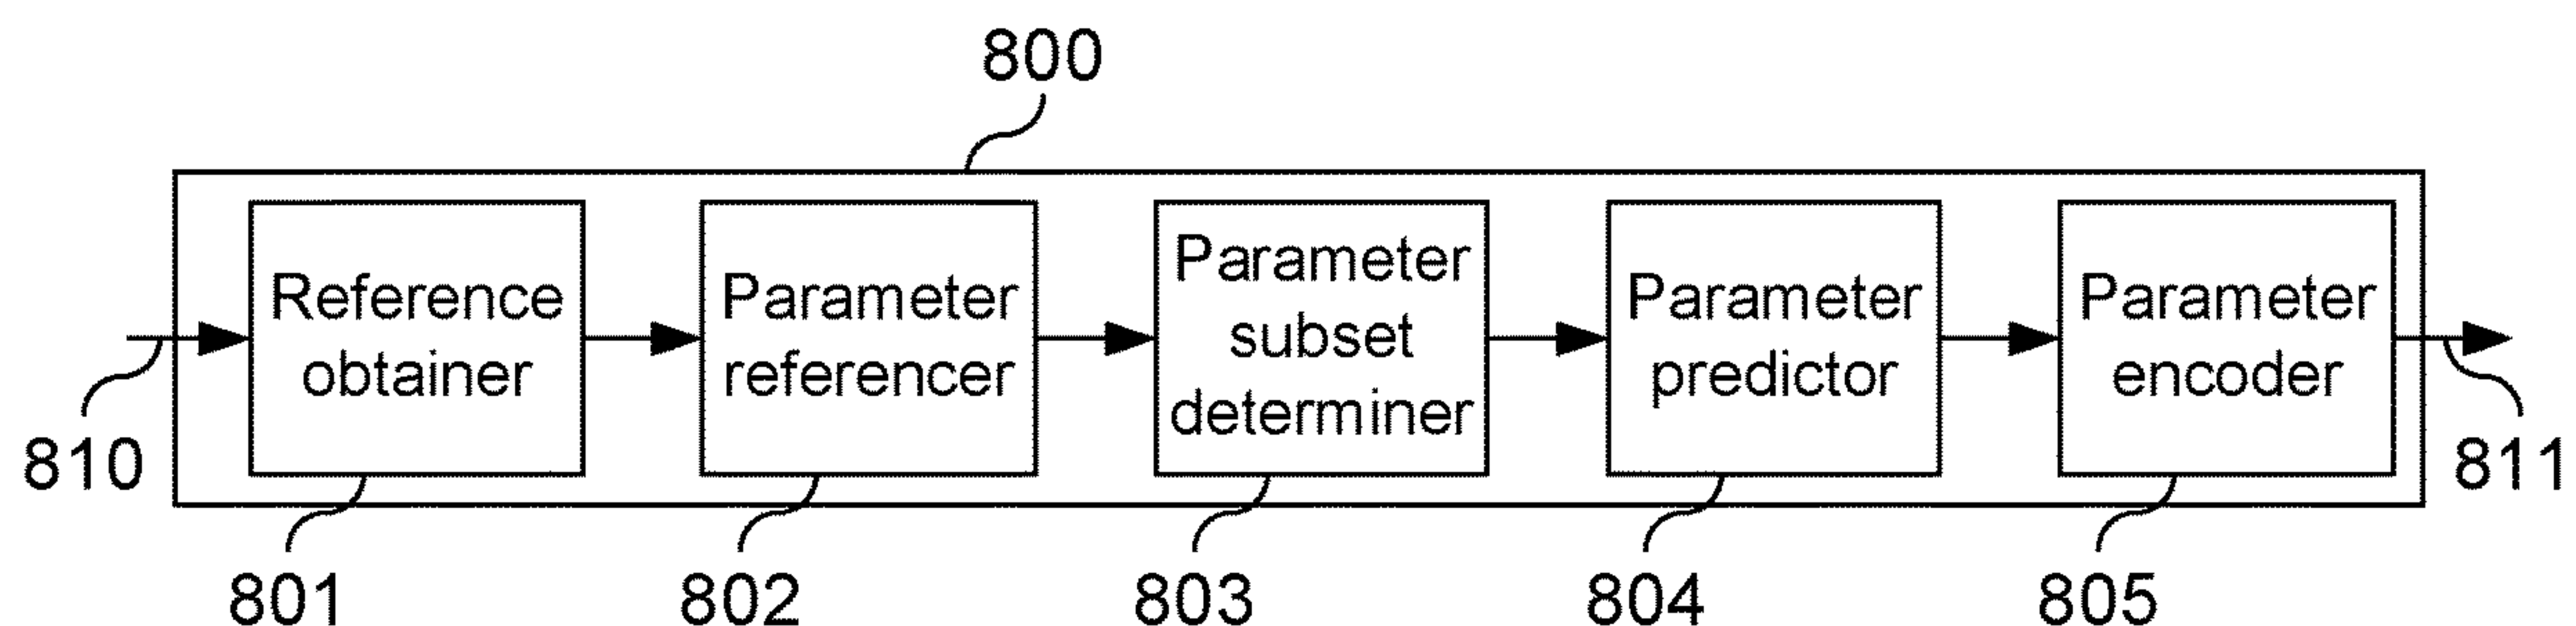 800
Reference
obtainer
Parameter
referencer
Parameter
subset
determiner
Parameter
predictor
Parameter
encoder
810
811
801
802
803
804
805